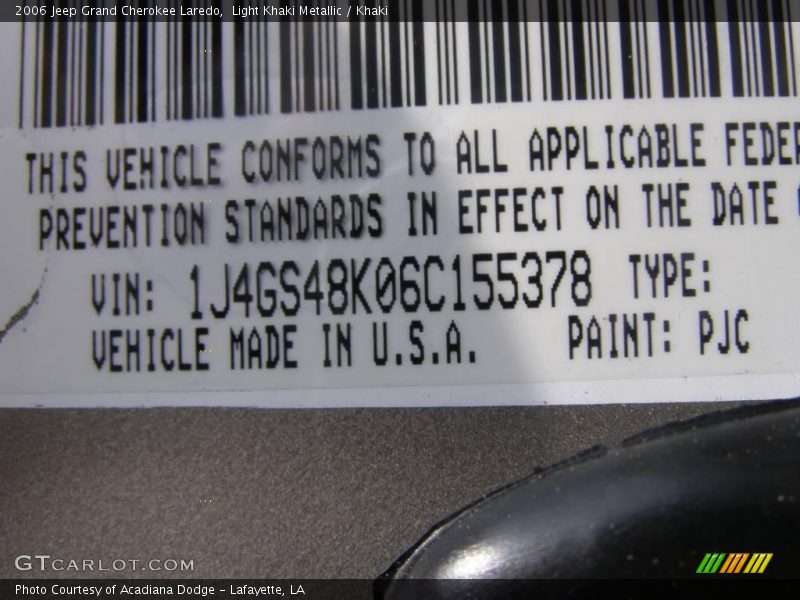 2006 Jeep Grand Cherokee Laredo, Light Khaki Metallic / Khaki
THIS VEHICLE CONFORMS TO ALL APPLICABLE FEDER
PREVENTION STANDARDS IN EFFECT ON THE DATE
VIN: 1J4GS48K06C155378 TYPE:
VEHICLE MADE IN U.S.A. PAINT: PJC
GTCARLOT.COM
Photo Courtesy of Acadiana Dodge - Lafayette, LA